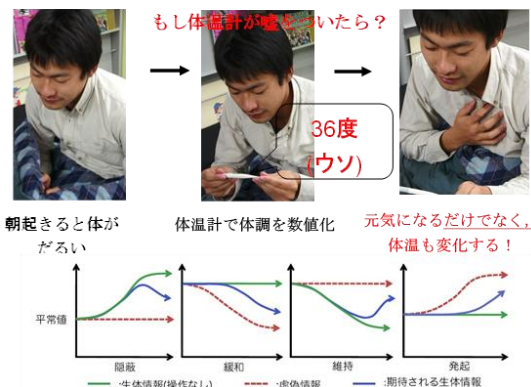 もし体温計が嘘をついたら？
36度
(ウソ)
朝起きると体が
だるい
体温計で体調を数値化
元気になるだけでなく,
体温も変化する！
平常値
隠蔽
緩和
維持
発起
:生体情報(操作なし)
:虚偽情報
:期待される生体情報